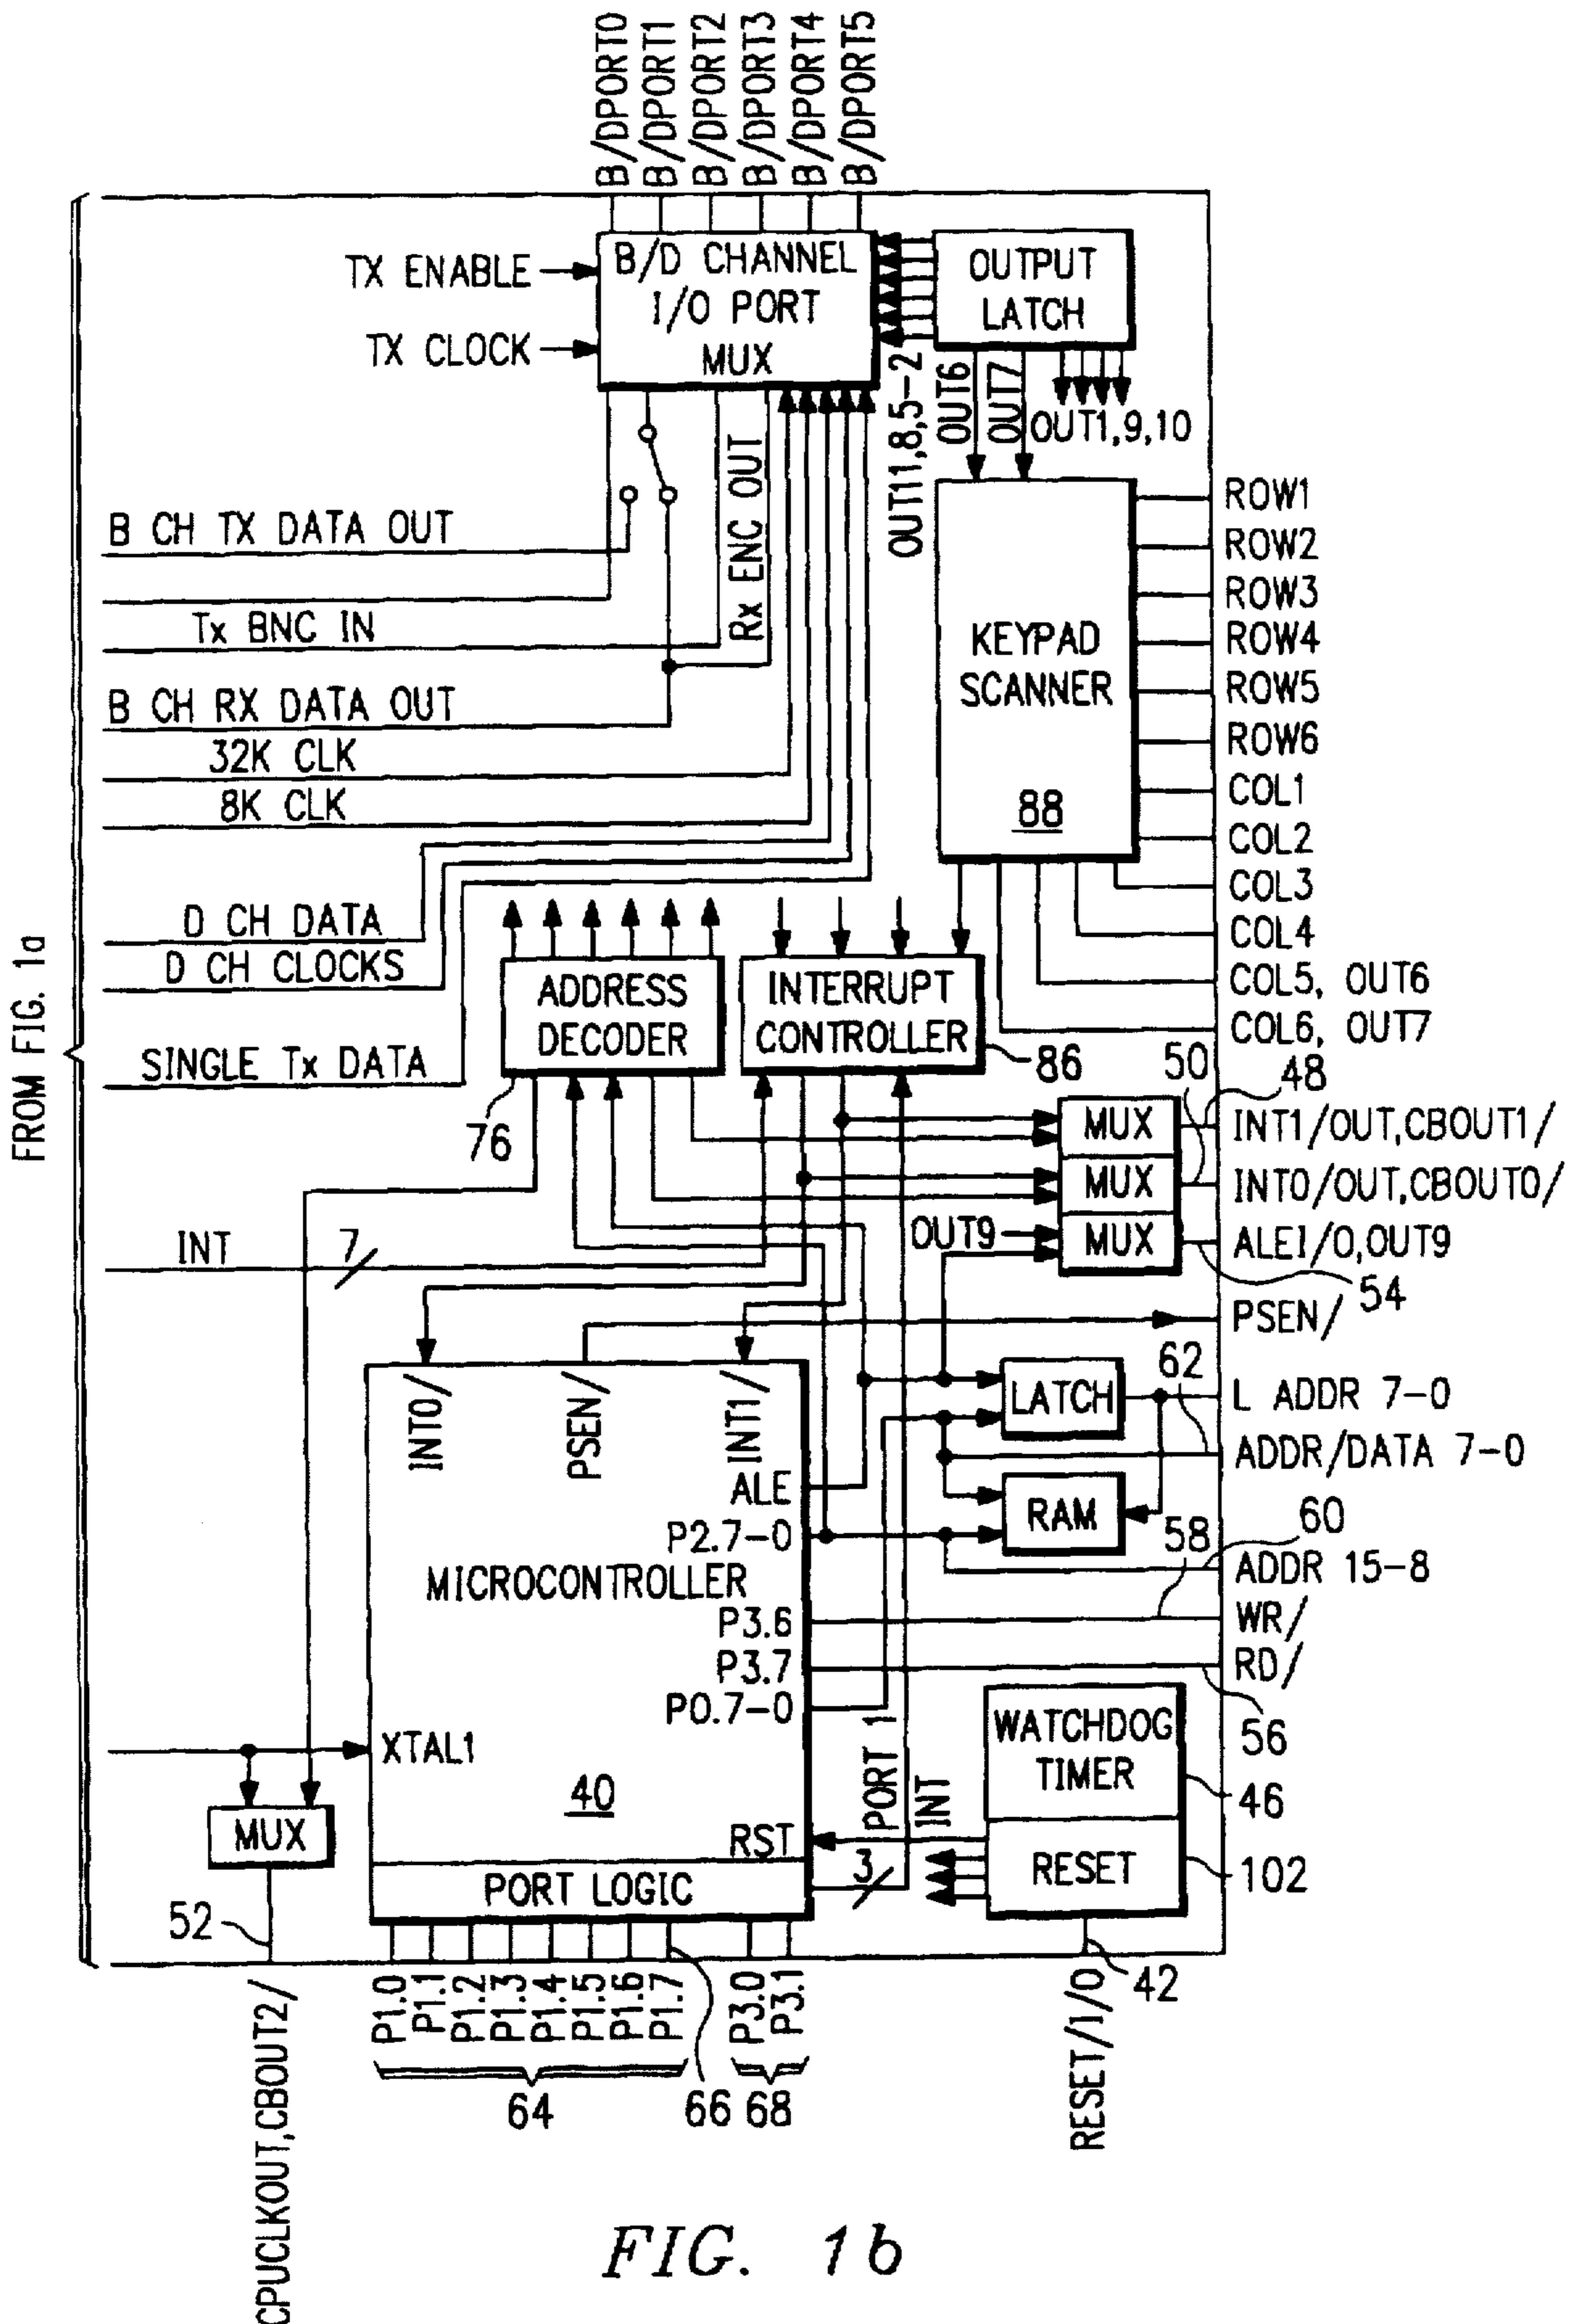 B/DPORT0
B/DPORT1
B/DPORT2
B/DPORT3
B/DPORT4
B/DPORT5
TX ENABLE
TX CLOCK
B/D CHANNEL
I/O PORT
MUX
OUTPUT
LATCH
OUT11,8,5-2
OUT6
OUT7
OUT1,9,10
B CH TX DATA OUT
Tx BNC IN
Rx ENC OUT
B CH RX DATA OUT
32K CLK
8K CLK
D CH DATA
D CH CLOCKS
SINGLE Tx DATA
FROM FIG. 1a
KEYPAD
SCANNER
88
ROW1
ROW2
ROW3
ROW4
ROW5
ROW6
COL1
COL2
COL3
COL4
COL5, OUT6
COL6, OUT7
ADDRESS
DECODER
76
INTERRUPT
CONTROLLER
86
50
48
MUX
INT1/OUT,CBOUT1/
MUX
INT0/OUT,CBOUT0/
OUT9
MUX
ALEI/O,OUT9
54
INT
7
PSEN/
INT0/
PSEN/
INT1/
62
LATCH
L ADDR 7-0
ADDR/DATA 7-0
ALE
RAM
P2.7-0
58
60
ADDR 15-8
MICROCONTROLLER
P3.6
WR/
P3.7
RD/
P0.7-0
56
XTAL1
40
PORT 1
INT
WATCHDOG
TIMER
46
MUX
RST
RESET
102
PORT LOGIC
3
52
42
P1.0
P1.1
P1.2
P1.3
P1.4
P1.5
P1.6
P1.7
P3.0
P3.1
64
66
68
CPUCLKOUT,CBOUT2/
RESET/I/O
FIG. 1b